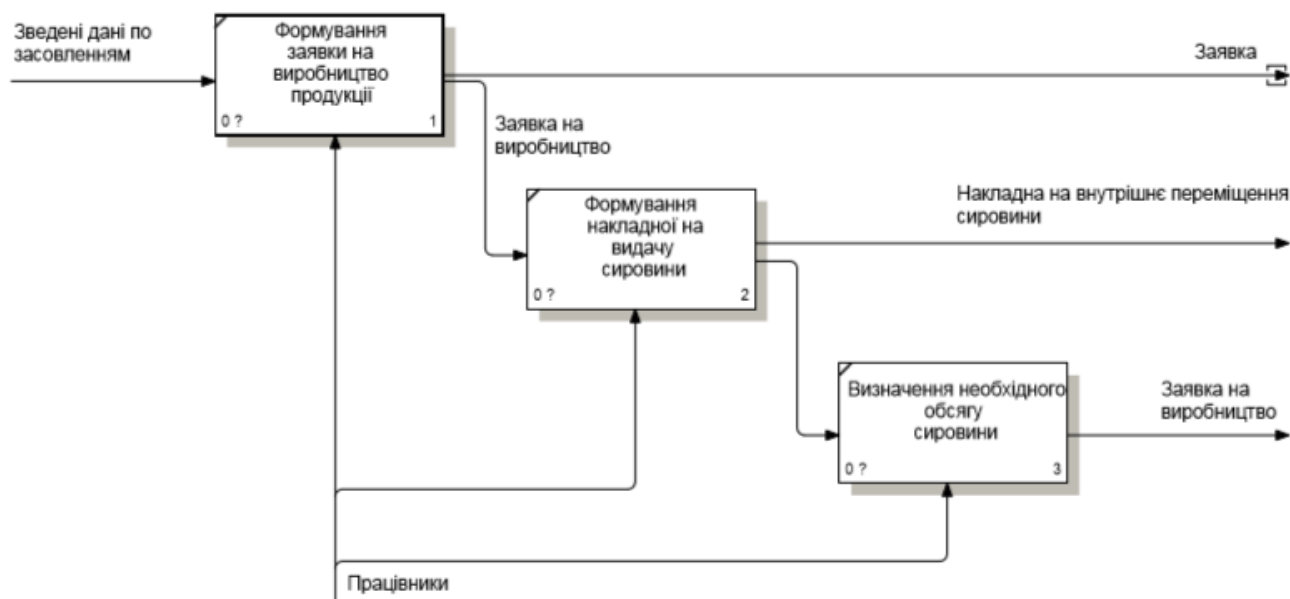 Зведені дані по
засовленням
Формування
заявки на
виробництво
продукції
0 ?
1
Заявка
Заявка на
виробництво
Формування
накладної на
видачу
сировини
0 ?
2
Накладна на внутрішнє переміщення
сировини
Визначення необхідного
обсягу
сировини
0 ?
3
Заявка на
виробництво
Працівники